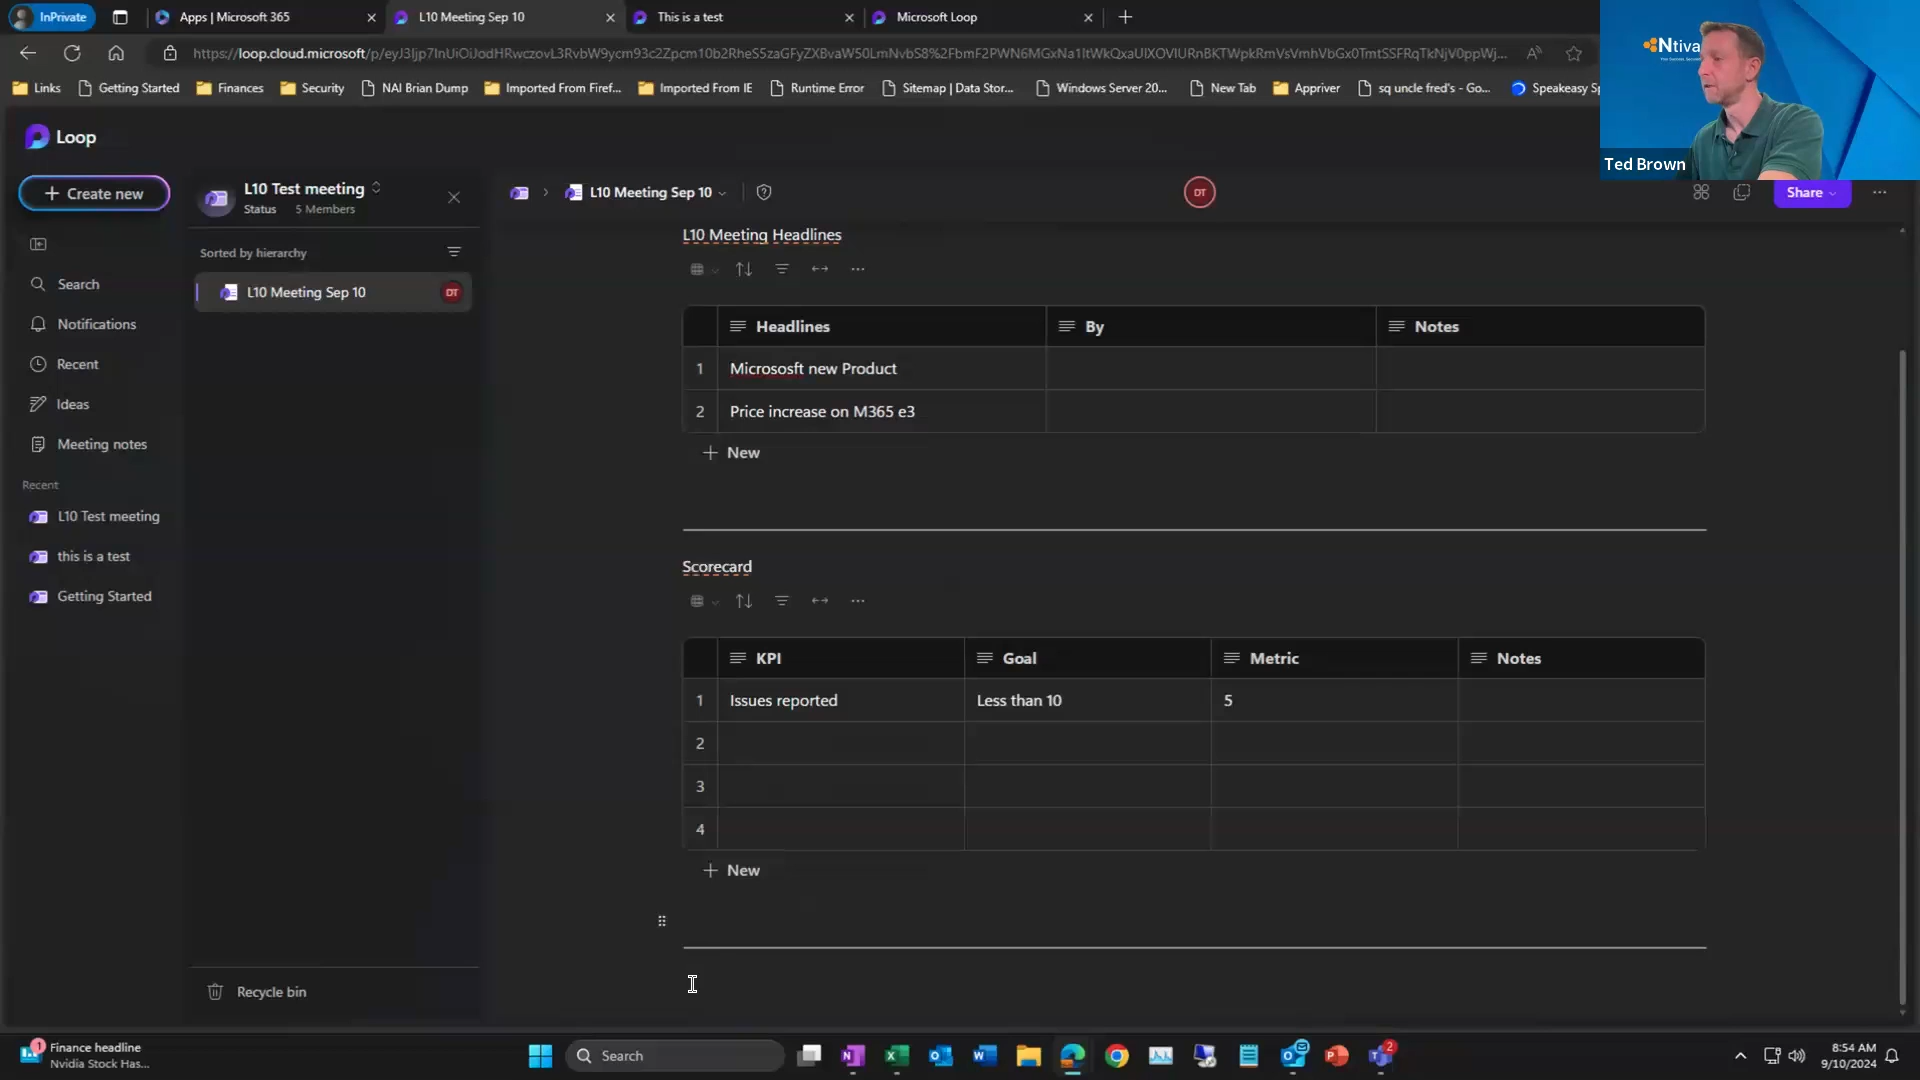 InPrivate
Apps | Microsoft 365
L10 Meeting Sep 10
This is a test
Microsoft Loop
Links
Getting Started
Finances
Security
NAI Brian Dump
Imported From Firef...
Imported From IE
Runtime Error
Sitemap | Data Stor...
Windows Server 20...
New Tab
Appriver
sq uncle fred's - Go...
Speakeasy Sp
Ntiva
Ted Brown
Loop
Create new
L10 Test meeting
Status 5 Members
L10 Meeting Sep 10
DT
Share
Sorted by hierarchy
L10 Meeting Sep 10 DT
Search
Notifications
Recent
Ideas
Meeting notes
Recent
L10 Test meeting
this is a test
Getting Started
Recycle bin
L10 Meeting Headlines
Headlines By Notes
1 Micrososft new Product
2 Price increase on M365 e3
New
Scorecard
KPI Goal Metric Notes
1 Issues reported Less than 10 5
2
3
4
New
1
Finance headline
Nvidia Stock Has...
Search
2
8:54 AM
9/10/2024